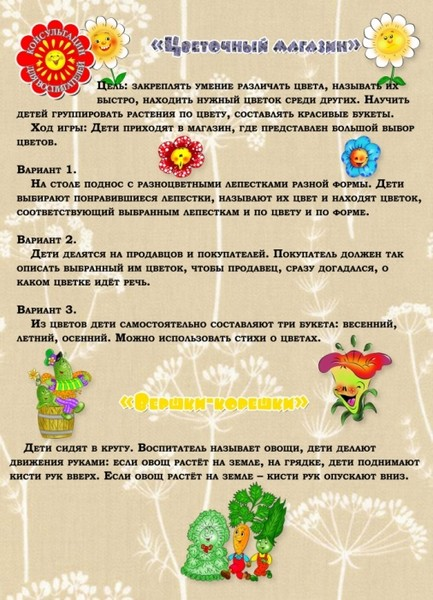 КОНСУЛЬТАЦИИ
ДЛЯ ВОСПИТАТЕЛЕЙ
«Цветочный магазин»
Цель: закреплять умение различать цвета, называть их
быстро, находить нужный цветок среди других. Научить
детей группировать растения по цвету, составлять красивые букеты.
Ход игры: Дети приходят в магазин, где представлен большой выбор
цветов.
Вариант 1.
На столе поднос с разноцветными лепестками разной формы. Дети
выбирают понравившиеся лепестки, называют их цвет и находят цветок,
соответствующий выбранным лепесткам и по цвету и по форме.
Вариант 2.
Дети делятся на продавцов и покупателей. Покупатель должен так
описать выбранный им цветок, чтобы продавец, сразу догадался, о
каком цветке идёт речь.
Вариант 3.
Из цветов дети самостоятельно составляют три букета: весенний,
летний, осенний. Можно использовать стихи о цветах.
«Вершки-корешки»
Дети сидят в кругу. Воспитатель называет овощи, дети делают
движения руками: если овощ растёт на земле, на грядке, дети поднимают
кисти рук вверх. Если овощ растёт на земле – кисти рук опускают вниз.